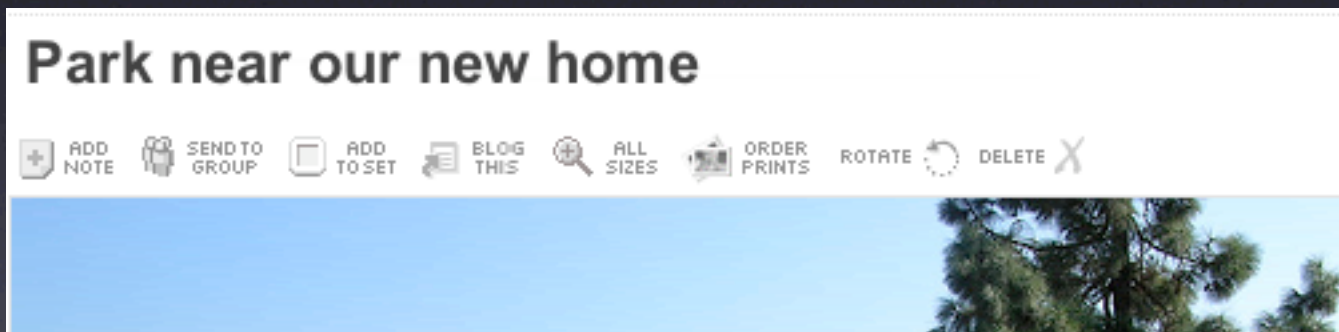 Park near our new home
ADD NOTE
SEND TO GROUP
ADD TO SET
BLOG THIS
ALL SIZES
ORDER PRINTS
ROTATE
DELETE